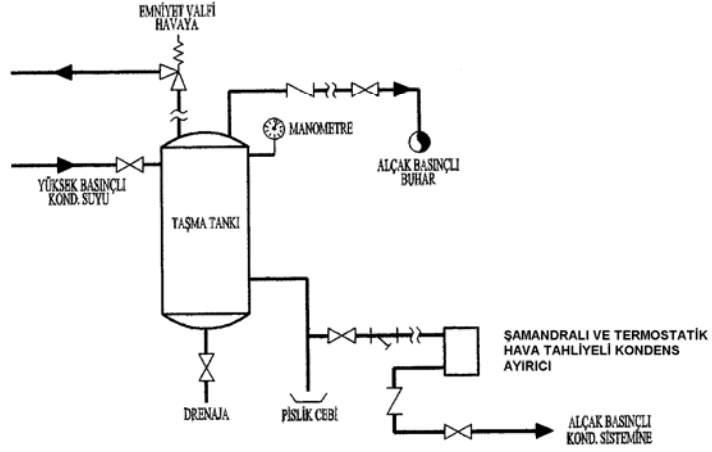 EMNİYET VALFİ
HAVAYA
MANOMETRE
ALÇAK BASINÇLI
BUHAR
YÜKSEK BASINÇLI
KOND. SUYU
TAŞMA TANKI
ŞAMANDRALI VE TERMOSTATİK
HAVA TAHLİYELİ KONDENS
AYIRICI
DRENAJA
PİSLİK CEBİ
ALÇAK BASINÇLI
KOND. SİSTEMİNE